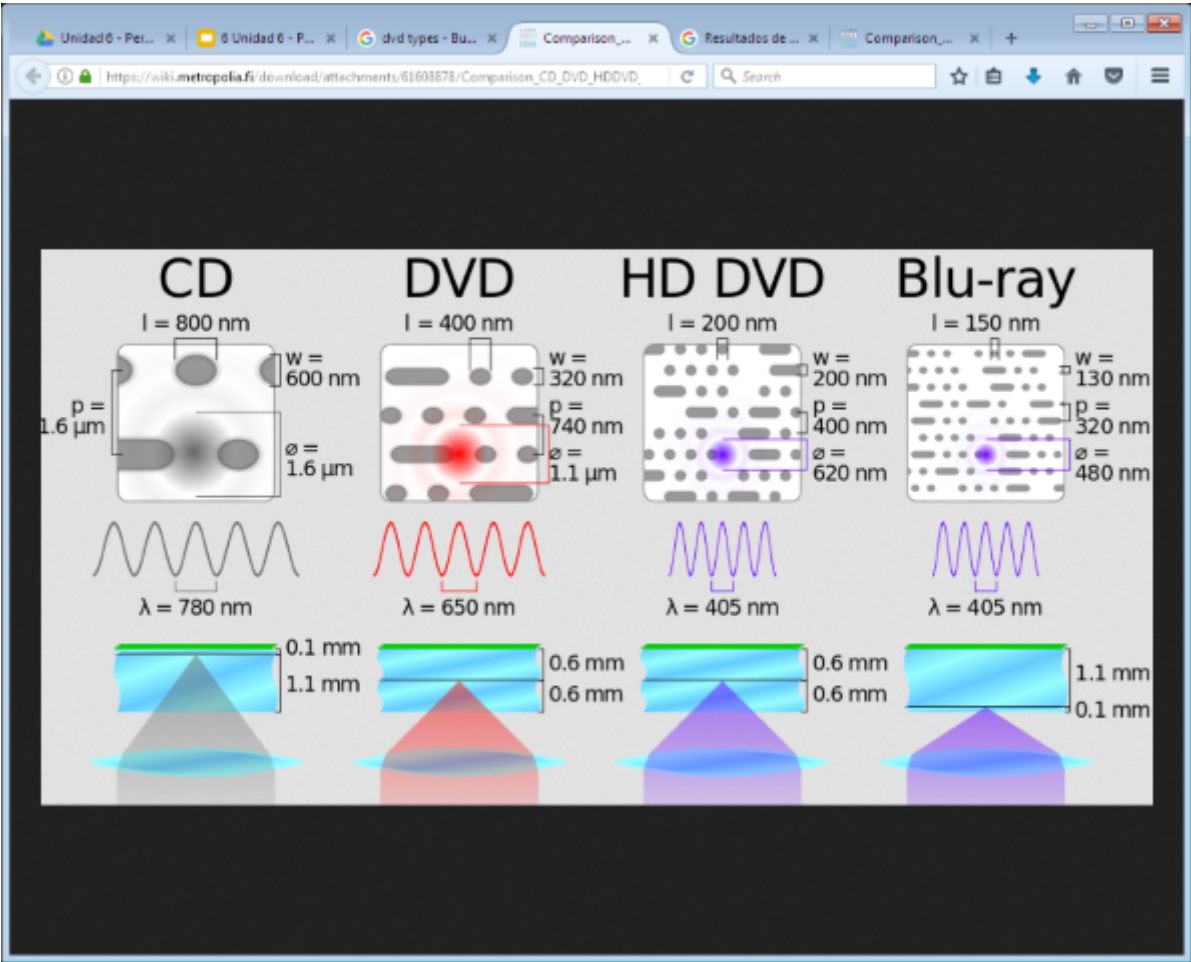 Unidad 6 - Per...
6 Unidad 6 - P...
dvd types - Bu...
Comparison_...
Resultados de ...
Comparison_...
https://wiki.metropolia.fi/download/attachments/61608878/Comparison_CD_DVD_HDDVD_
Search
CD
DVD
HD DVD
Blu-ray
l = 800 nm
l = 400 nm
l = 200 nm
l = 150 nm
w =
600 nm
p =
1.6 µm
⌀ =
1.6 µm
w =
320 nm
p =
740 nm
⌀ =
1.1 µm
w =
200 nm
p =
400 nm
⌀ =
620 nm
w =
130 nm
p =
320 nm
⌀ =
480 nm
λ = 780 nm
λ = 650 nm
λ = 405 nm
λ = 405 nm
0.1 mm
1.1 mm
0.6 mm
0.6 mm
0.6 mm
0.6 mm
1.1 mm
0.1 mm